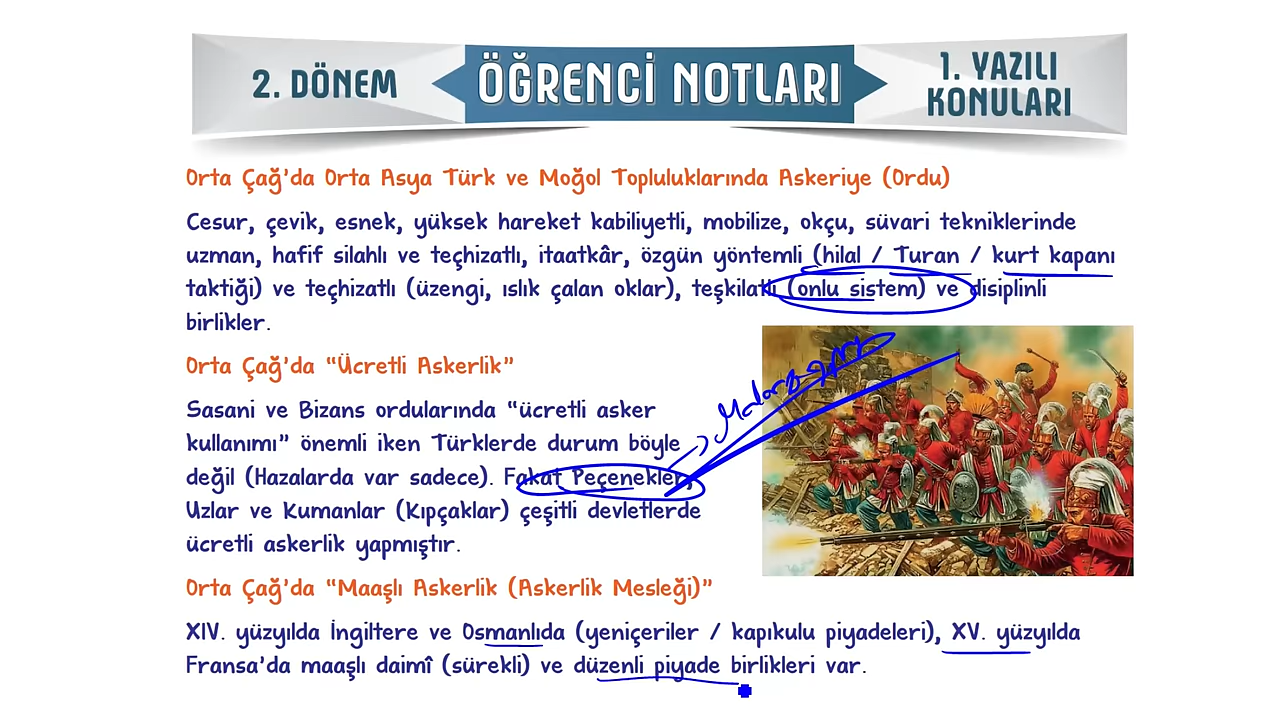 2. DÖNEM
ÖĞRENCİ NOTLARI
1. YAZILI
KONULARI
Orta Çağ'da Orta Asya Türk ve Moğol Topluluklarında Askeriye (Ordu)
Cesur, çevik, esnek, yüksek hareket kabiliyetli, mobilize, okçu, süvari tekniklerinde
uzman, hafif silahlı ve teçhizatlı, itaatkâr, özgün yöntemli (hilal / Turan / kurt kapanı
taktiği) ve teçhizatlı (üzengi, ıslık çalan oklar), teşkilatlı (onlu sistem) ve disiplinli
birlikler.
Orta Çağ'da "Ücretli Askerlik"
Sasani ve Bizans ordularında "ücretli asker
kullanımı" önemli iken Türklerde durum böyle
değil (Hazalarda var sadece). Fakat Peçenekler,
Uzlar ve Kumanlar (Kıpçaklar) çeşitli devletlerde
ücretli askerlik yapmıştır.
Orta Çağ'da "Maaşlı Askerlik (Askerlik Mesleği)"
XIV. yüzyılda İngiltere ve Osmanlıda (yeniçeriler / kapıkulu piyadeleri), XV. yüzyılda
Fransa'da maaşlı daimî (sürekli) ve düzenli piyade birlikleri var.